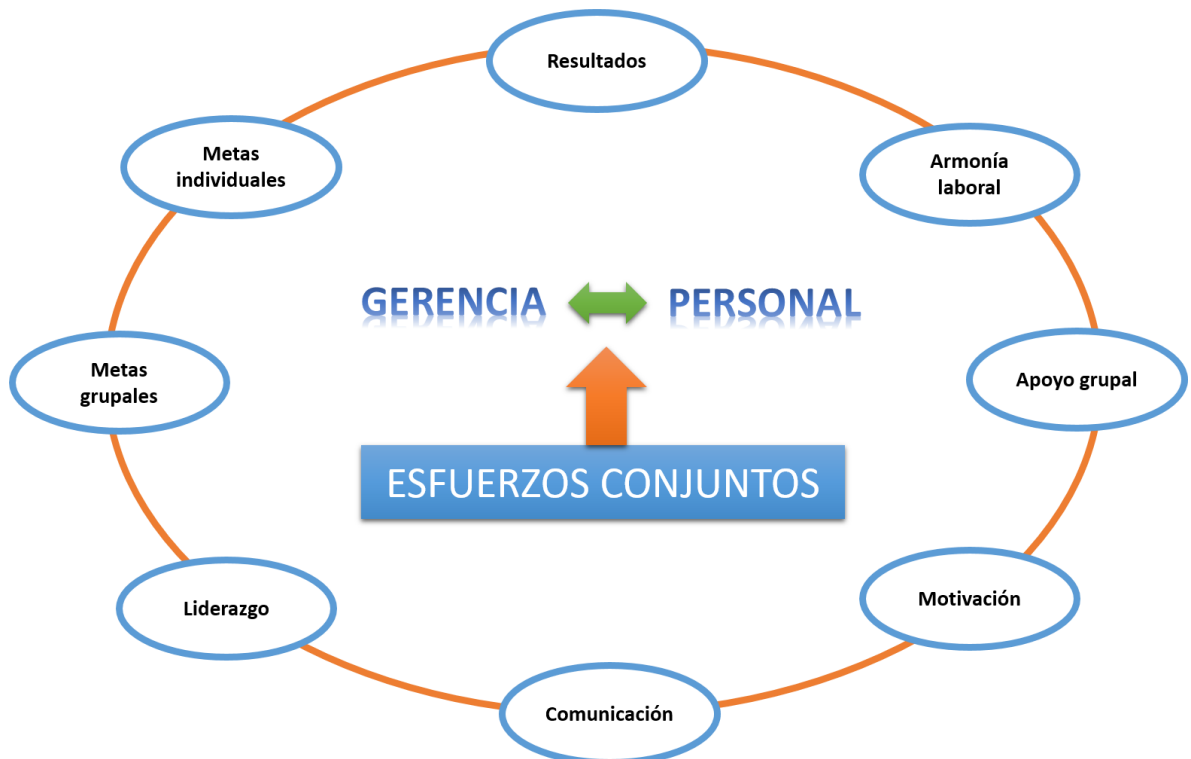 Resultados
Metas
individuales
Armonía
laboral
GERENCIA
PERSONAL
Metas
grupales
Apoyo grupal
ESFUERZOS CONJUNTOS
Liderazgo
Motivación
Comunicación